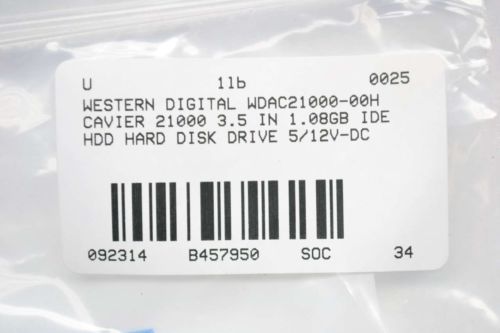 U 1lb 0025
WESTERN DIGITAL WDAC21000-00H
CAVIER 21000 3.5 IN 1.08GB IDE
HDD HARD DISK DRIVE 5/12V-DC
092314 B457950 SOC 34